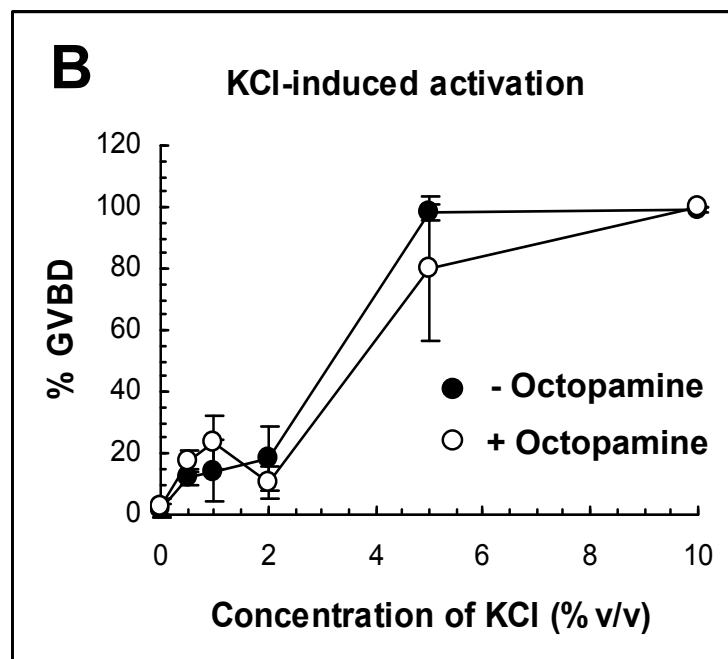 B
KCl-induced activation
120
100
80
60
40
20
0
% GVBD
- Octopamine
+ Octopamine
0 2 4 6 8 10
Concentration of KCl (% v/v)